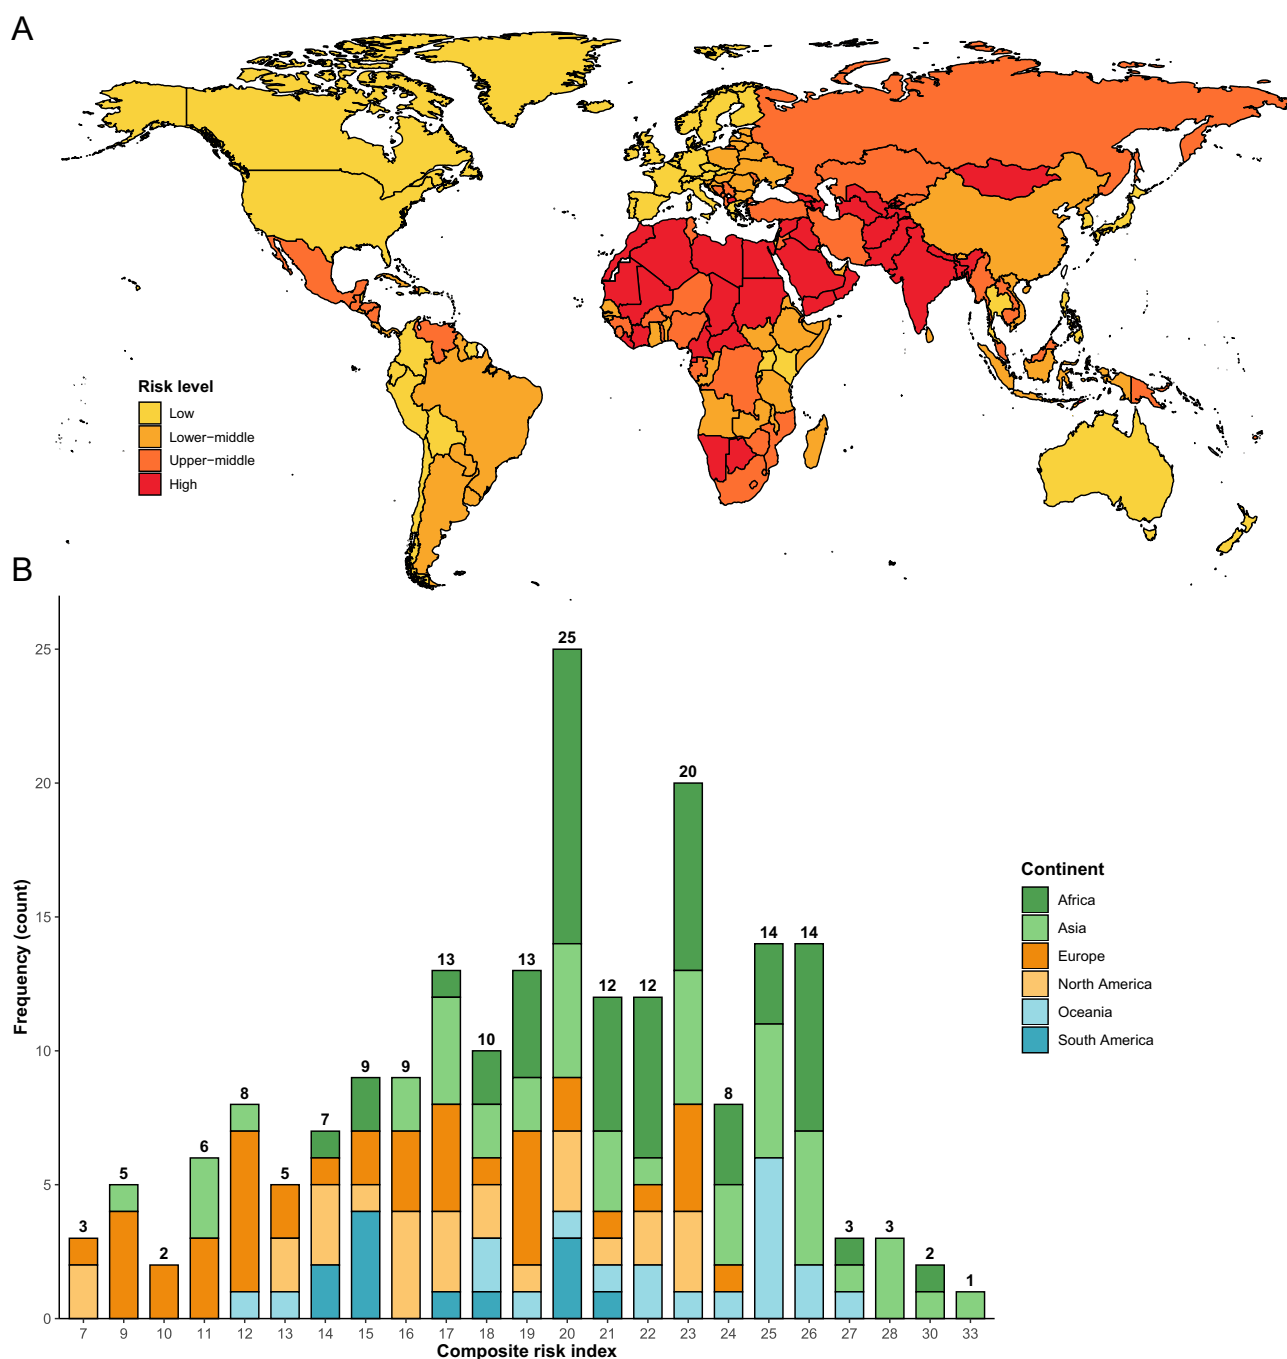 A
Risk level
Low
Lower−middle
Upper−middle
High
B
Frequency (count)
25
20
15
10
5
0
3
5
2
6
8
5
7
9
9
13
10
13
25
12
12
20
8
14
14
3
3
2
1
7 9 10 11 12 13 14 15 16 17 18 19 20 21 22 23 24 25 26 27 28 30 33
Composite risk index
Continent
Africa
Asia
Europe
North America
Oceania
South America